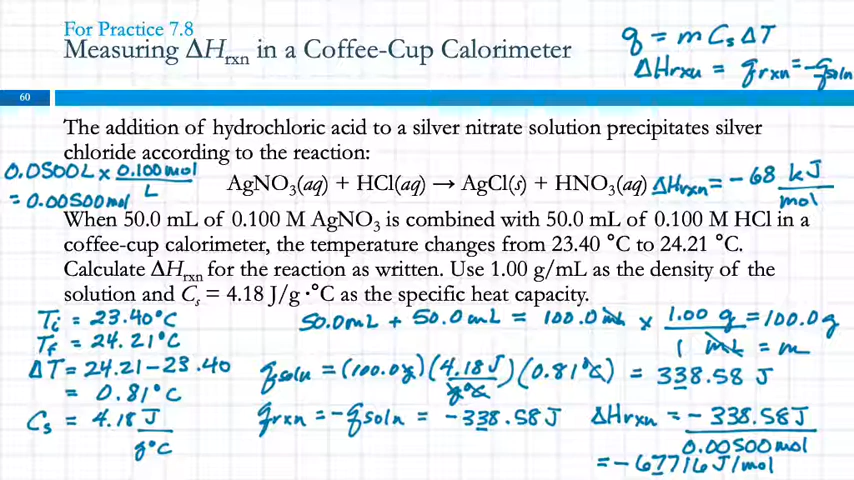 For Practice 7.8
Measuring ΔHrxn in a Coffee-Cup Calorimeter
q = m Cs ΔT
ΔHrxn = qrxn = -qsoln
60
The addition of hydrochloric acid to a silver nitrate solution precipitates silver
chloride according to the reaction:
0.0500L x 0.100 mol / L
= 0.00500 mol
AgNO3(aq) + HCl(aq) → AgCl(s) + HNO3(aq)
ΔHrxn = -68 kJ / mol
When 50.0 mL of 0.100 M AgNO3 is combined with 50.0 mL of 0.100 M HCl in a
coffee-cup calorimeter, the temperature changes from 23.40 °C to 24.21 °C.
Calculate ΔHrxn for the reaction as written. Use 1.00 g/mL as the density of the
solution and Cs = 4.18 J/g·°C as the specific heat capacity.
Ti = 23.40°C
Tf = 24.21°C
ΔT = 24.21 - 23.40
= 0.81°C
Cs = 4.18 J / g°C
50.0mL + 50.0mL = 100.0 mL x 1.00 g / 1 mL = 100.0g
= m
qsoln = (100.0g)(4.18 J / g°C)(0.81°C) = 338.58 J
qrxn = -qsoln = -338.58J
ΔHrxn = -338.58J / 0.00500 mol
= -67716 J/mol